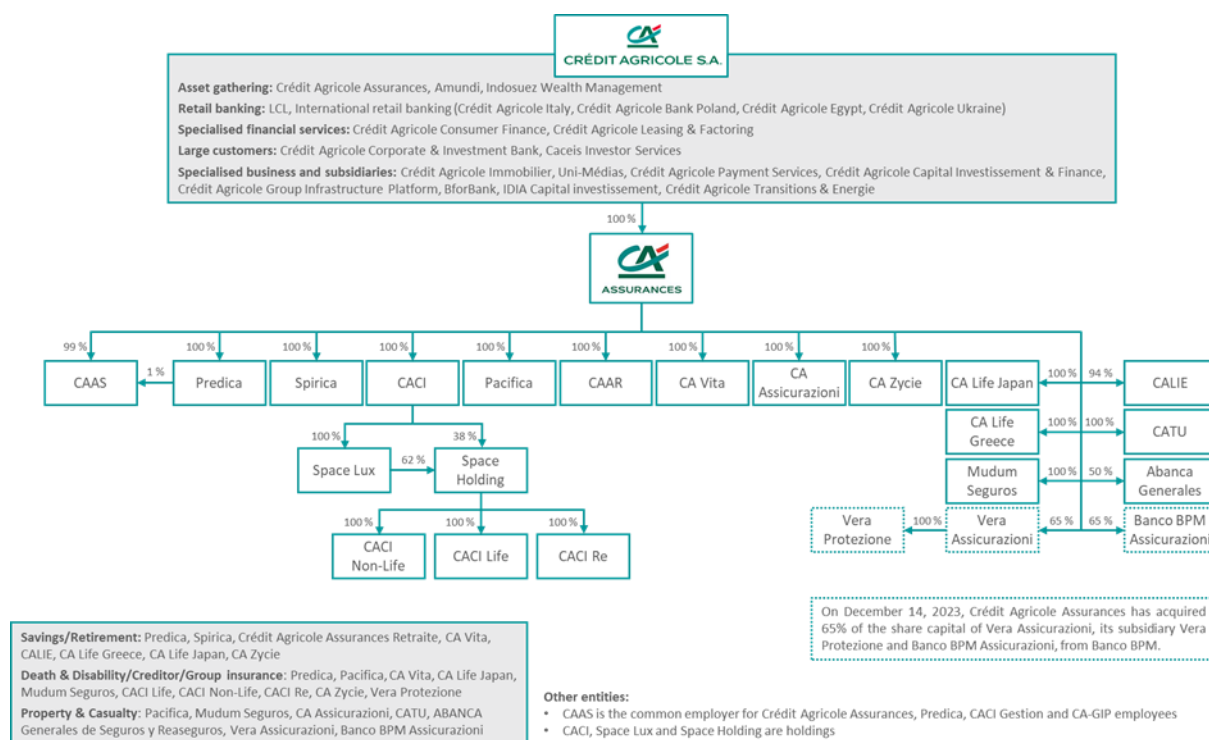 CRÉDIT AGRICOLE S.A.
Asset gathering: Crédit Agricole Assurances, Amundi, Indosuez Wealth Management
Retail banking: LCL, International retail banking (Crédit Agricole Italy, Crédit Agricole Bank Poland, Crédit Agricole Egypt, Crédit Agricole Ukraine)
Specialised financial services: Crédit Agricole Consumer Finance, Crédit Agricole Leasing & Factoring
Large customers: Crédit Agricole Corporate & Investment Bank, Caceis Investor Services
Specialised business and subsidiaries: Crédit Agricole Immobilier, Uni-Médias, Crédit Agricole Payment Services, Crédit Agricole Capital Investissement & Finance,
Crédit Agricole Group Infrastructure Platform, BforBank, IDIA Capital investissement, Crédit Agricole Transitions & Energie
100 %
ASSURANCES
99 %
100 %
100 %
100 %
100 %
100 %
100 %
100 %
100 %
CAAS
1 %
Predica
Spirica
CACI
Pacifica
CAAR
CA Vita
CA
Assicurazioni
CA Zycie
CA Life Japan
100 %
94 %
CALIE
100 %
38 %
Space Lux
62 %
Space
Holding
CA Life
Greece
100 %
100 %
CATU
Mudum
Seguros
100 %
50 %
Abanca
Generales
100 %
100 %
100 %
CACI
Non-Life
CACI Life
CACI Re
Vera
Protezione
100 %
Vera
Assicurazioni
65 %
65 %
Banco BPM
Assicurazioni
On December 14, 2023, Crédit Agricole Assurances has acquired
65% of the share capital of Vera Assicurazioni, its subsidiary Vera
Protezione and Banco BPM Assicurazioni, from Banco BPM.
Savings/Retirement: Predica, Spirica, Crédit Agricole Assurances Retraite, CA Vita,
CALIE, CA Life Greece, CA Life Japan, CA Zycie
Death & Disability/Creditor/Group insurance: Predica, Pacifica, CA Vita, CA Life Japan,
Mudum Seguros, CACI Life, CACI Non-Life, CACI Re, CA Zycie, Vera Protezione
Property & Casualty: Pacifica, Mudum Seguros, CA Assicurazioni, CATU, ABANCA
Generales de Seguros y Reaseguros, Vera Assicurazioni, Banco BPM Assicurazioni
Other entities:
• CAAS is the common employer for Crédit Agricole Assurances, Predica, CACI Gestion and CA-GIP employees
• CACI, Space Lux and Space Holding are holdings